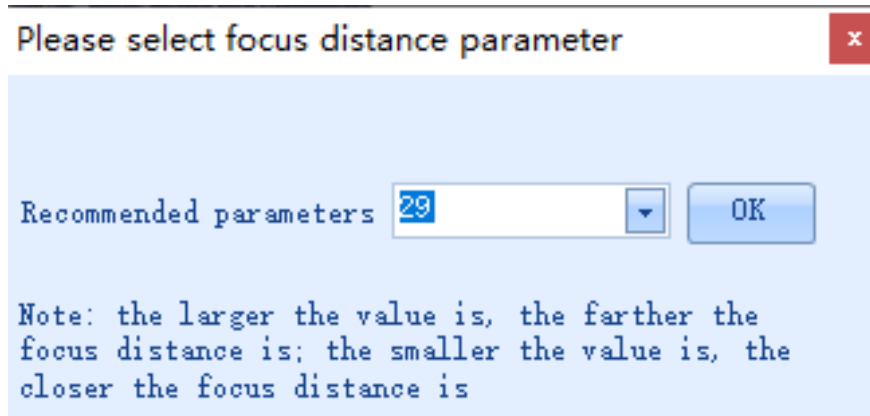 Please select focus distance parameter
x
Recommended parameters 29 OK
Note: the larger the value is, the farther the
focus distance is; the smaller the value is, the
closer the focus distance is